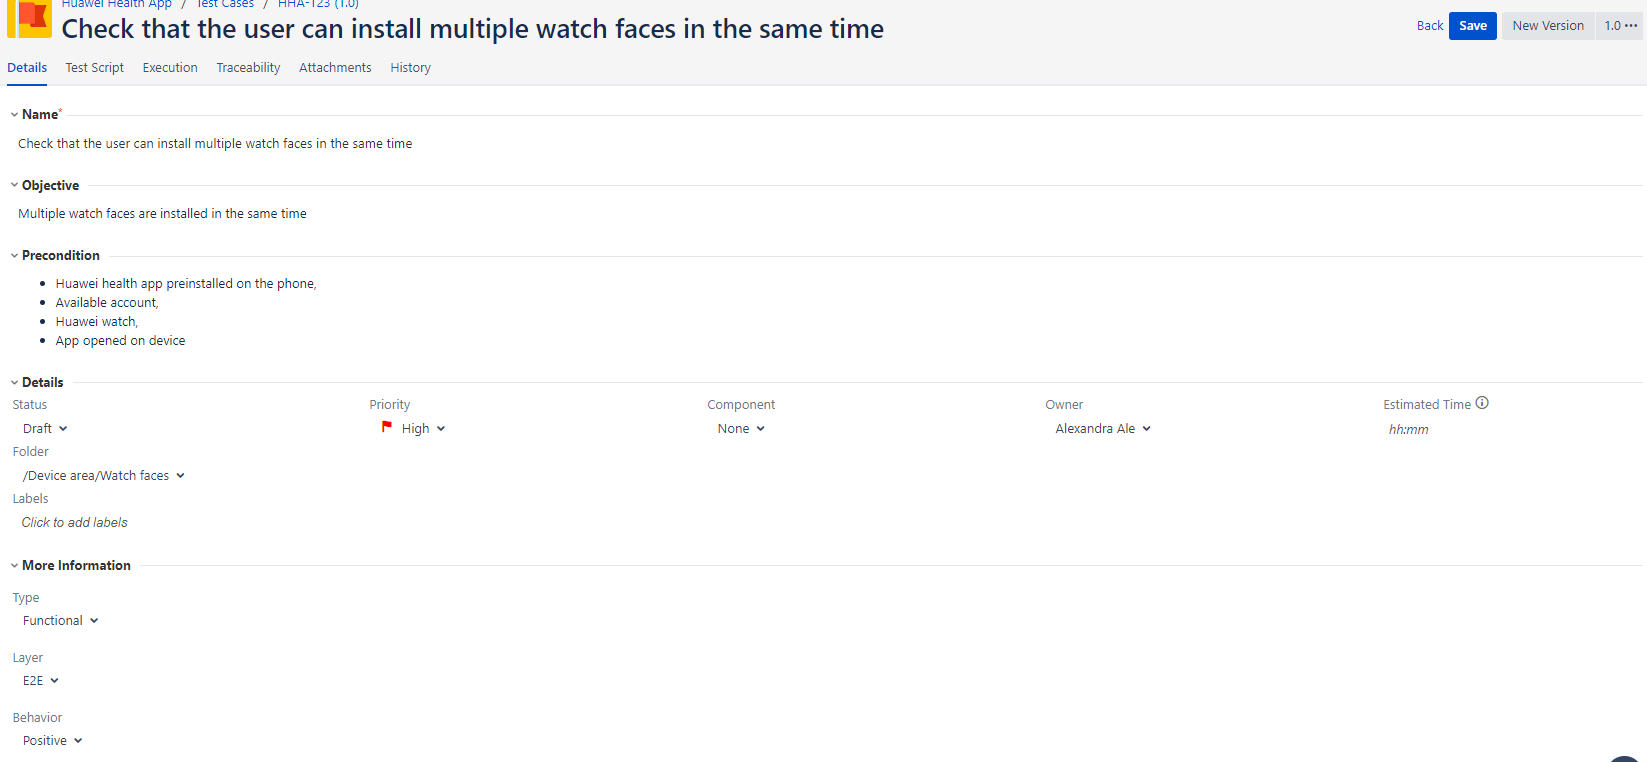 Huawei Health App / Test Cases / HHA-123 (1.0)
Check that the user can install multiple watch faces in the same time
Back Save New Version 1.0
Details Test Script Execution Traceability Attachments History
Name*
Check that the user can install multiple watch faces in the same time
Objective
Multiple watch faces are installed in the same time
Precondition
• Huawei health app preinstalled on the phone,
• Available account,
• Huawei watch,
• App opened on device
Details
Status Priority Component Owner Estimated Time
Draft High None Alexandra Ale hh:mm
Folder
/Device area/Watch faces
Labels
Click to add labels
More Information
Type
Functional
Layer
E2E
Behavior
Positive